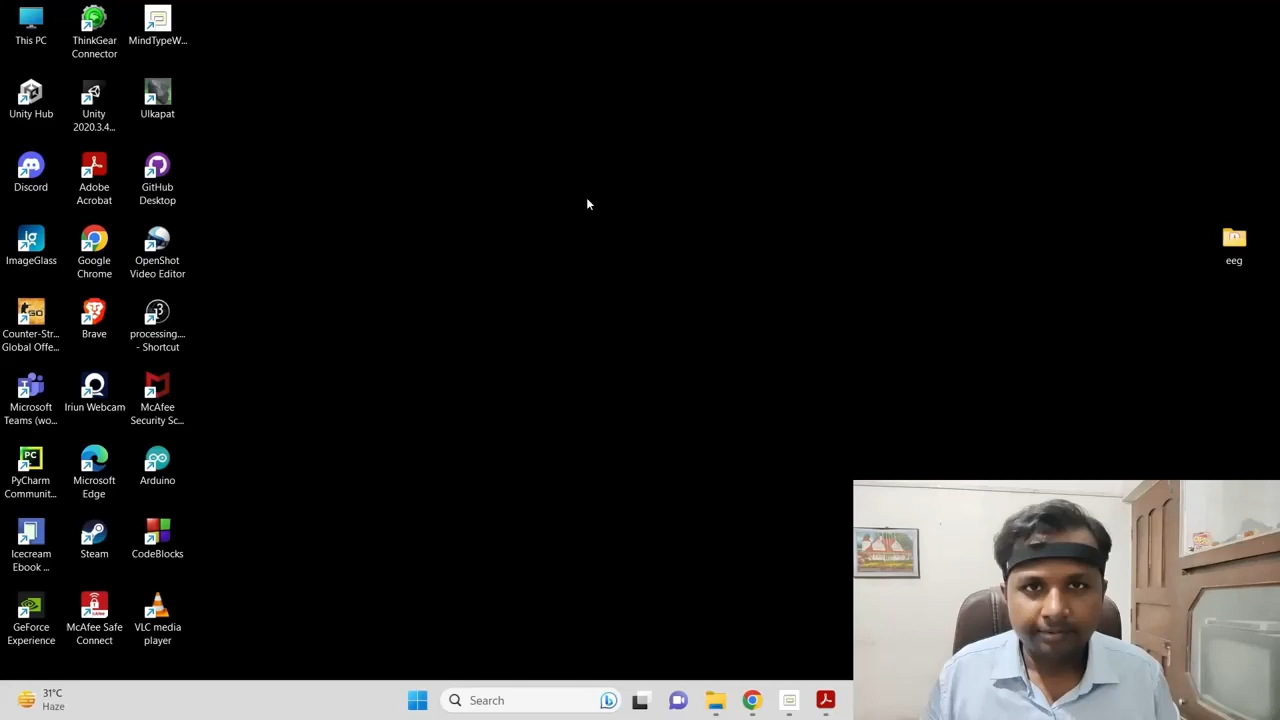 This PC
ThinkGear
Connector
MindTypeW...
Unity Hub
Unity
2020.3.4...
Ulkapat
Discord
Adobe
Acrobat
GitHub
Desktop
ImageGlass
Google
Chrome
OpenShot
Video Editor
Counter-Str...
Global Offe...
Brave
processing....
- Shortcut
Microsoft
Teams (wo...
Iriun Webcam
McAfee
Security Sc...
PyCharm
Communit...
Microsoft
Edge
Arduino
Icecream
Ebook ...
Steam
CodeBlocks
GeForce
Experience
McAfee Safe
Connect
VLC media
player
eeg
31°C
Haze
Search